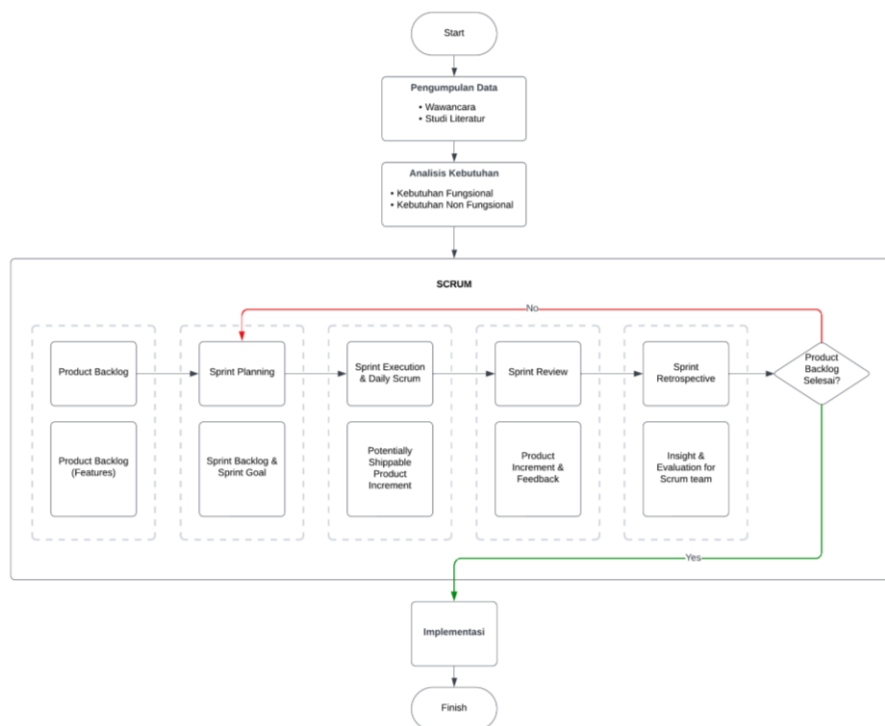 Start
Pengumpulan Data
• Wawancara
• Studi Literatur
Analisis Kebutuhan
• Kebutuhan Fungsional
• Kebutuhan Non Fungsional
SCRUM
No
Product Backlog
Sprint Planning
Sprint Execution
& Daily Scrum
Sprint Review
Sprint
Retrospective
Product
Backlog
Selesai?
Product Backlog
(Features)
Sprint Backlog &
Sprint Goal
Potentially
Shippable
Product
Increment
Product
Increment &
Feedback
Insight &
Evaluation for
Scrum team
Yes
Implementasi
Finish